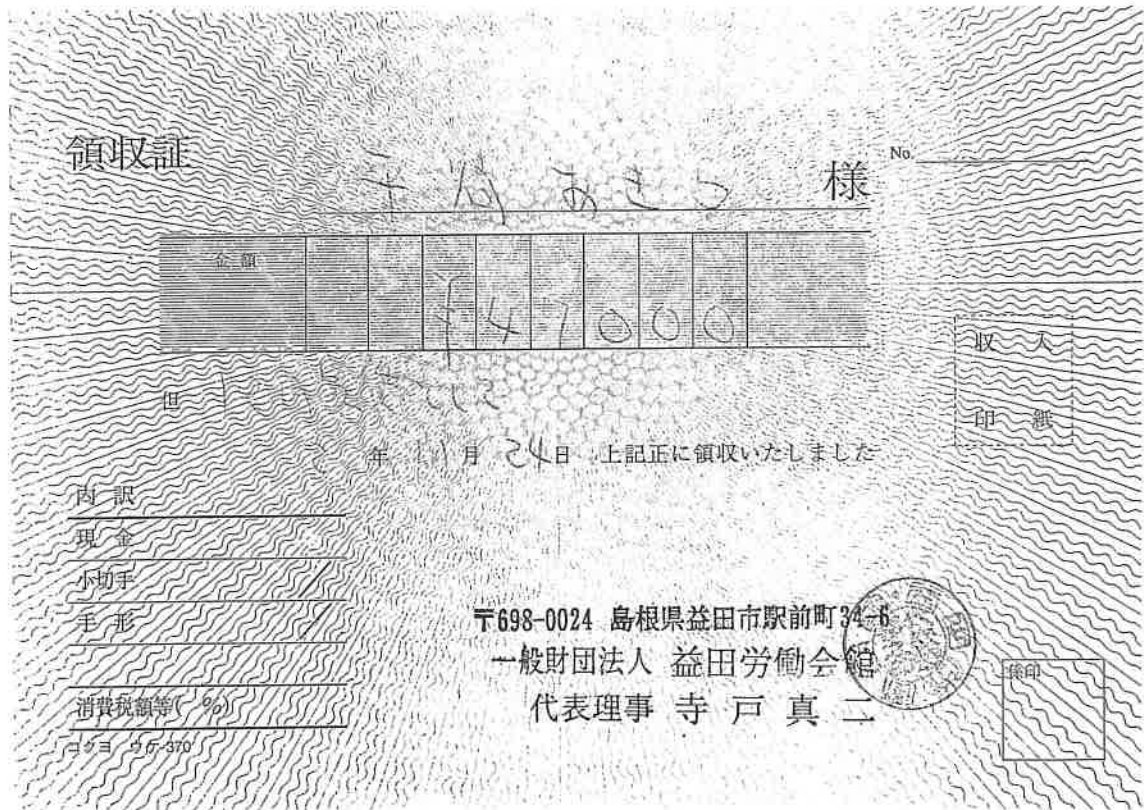 領収証
No.
あきこ 様
金額
¥47000
但
年 11月 24日 上記正に領収いたしました
収入
印紙
内訳
現金
小切手
手形
消費税額等( %)
コクヨ ウケ-370
〒698-0024 島根県益田市駅前町34-6
一般財団法人 益田労働会館
代表理事 寺戸真二
係印